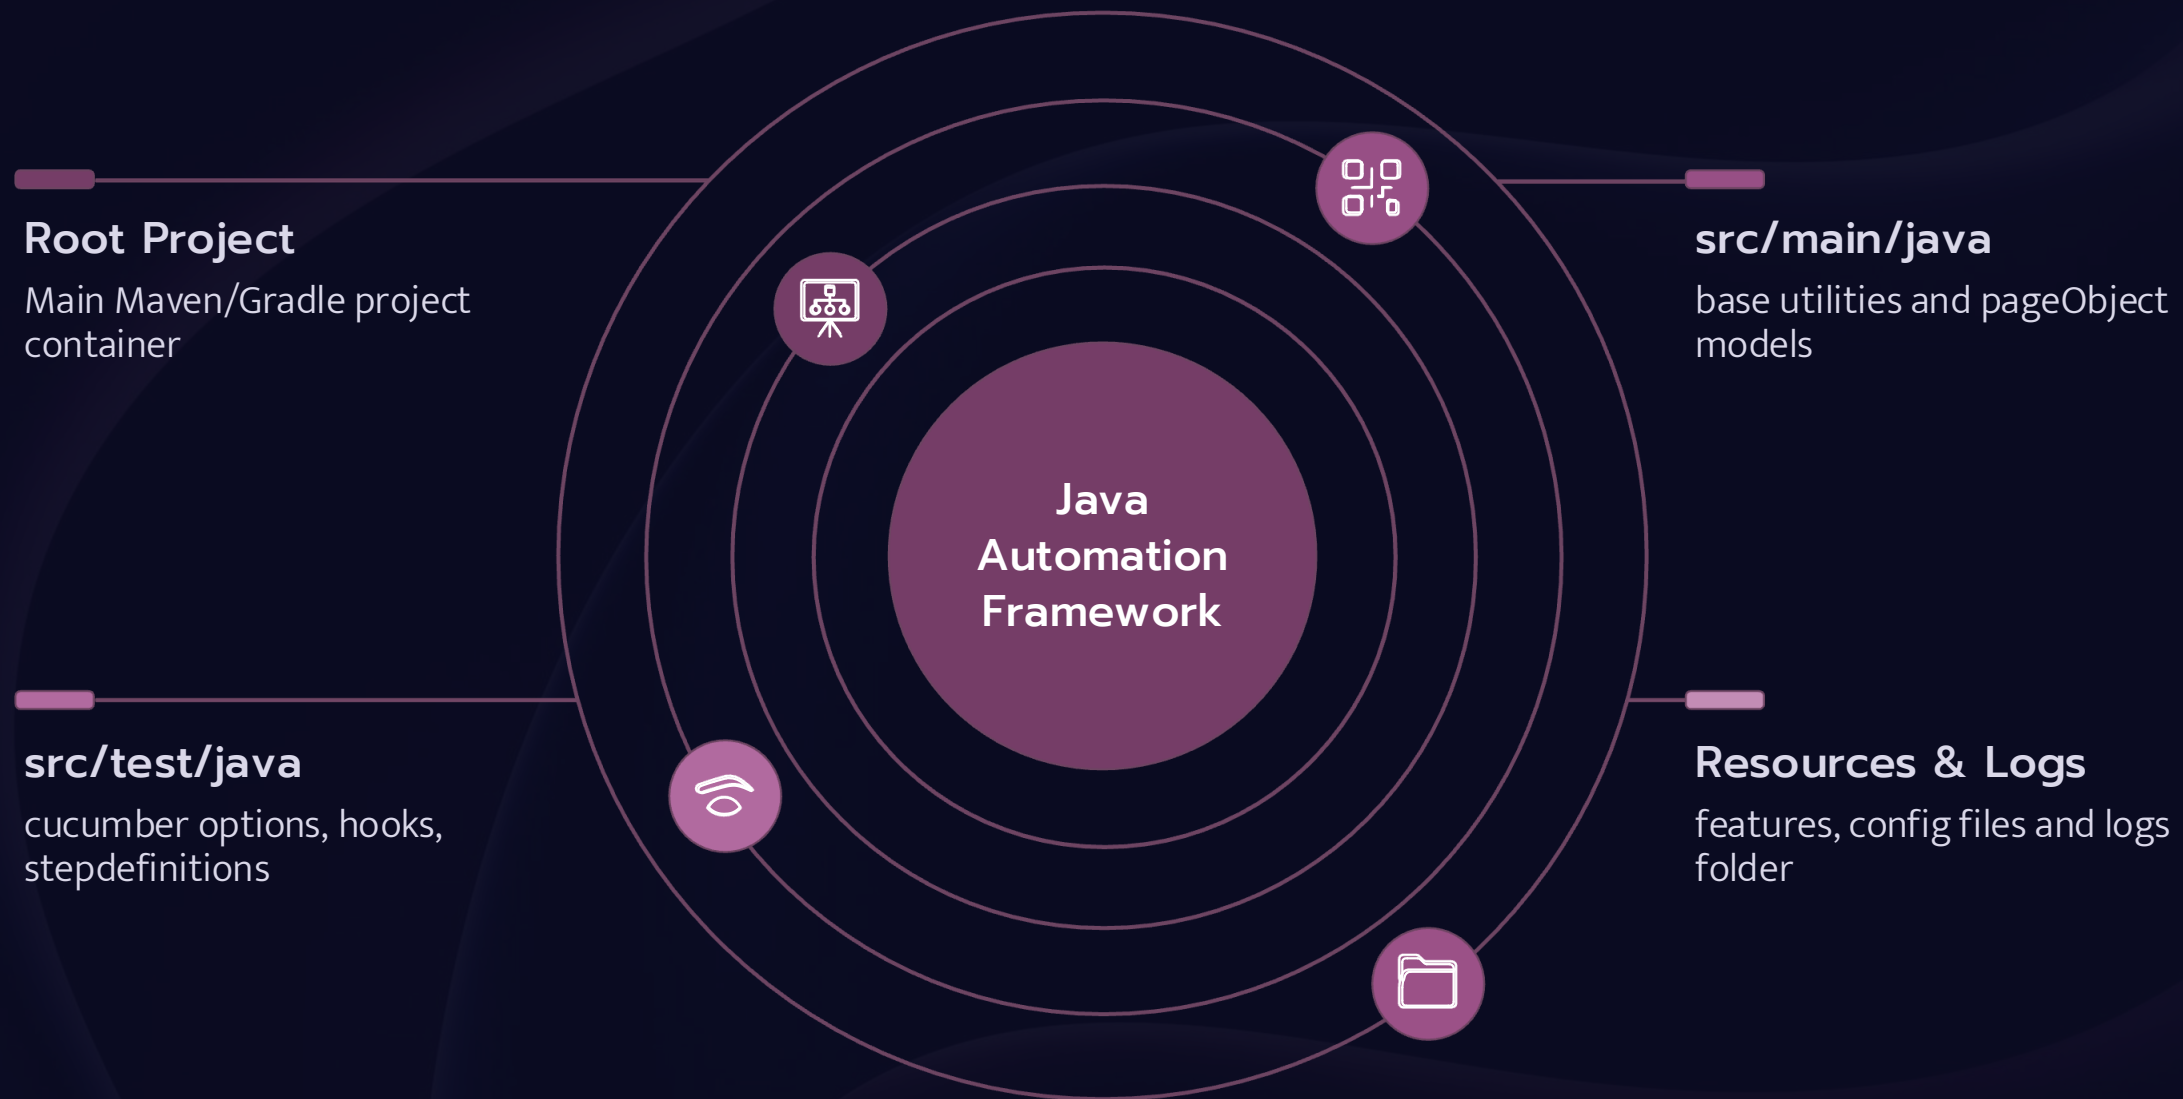 Root Project
Main Maven/Gradle project
container
src/main/java
base utilities and pageObject
models
Java
Automation
Framework
src/test/java
cucumber options, hooks,
stepdefinitions
Resources & Logs
features, config files and logs
folder